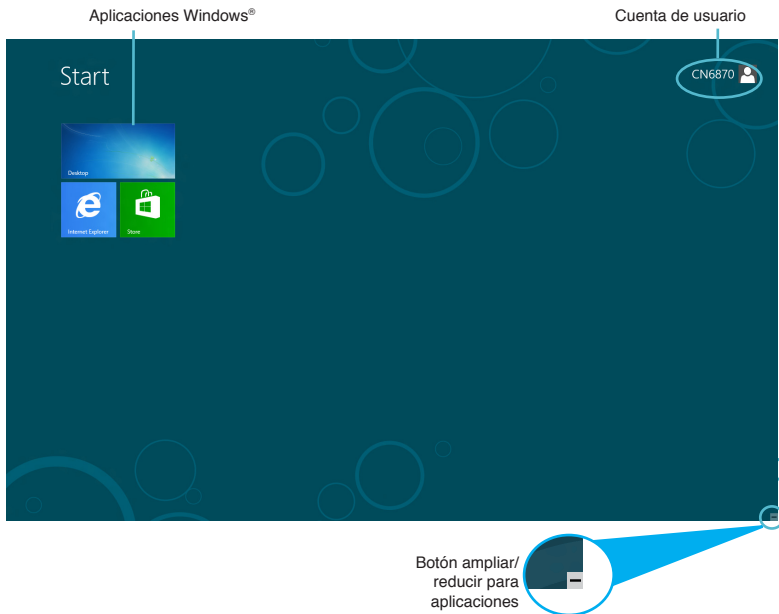 Aplicaciones Windows®
Cuenta de usuario
Start
CN6870
Desktop
Internet Explorer
Store
Botón ampliar/
reducir para
aplicaciones